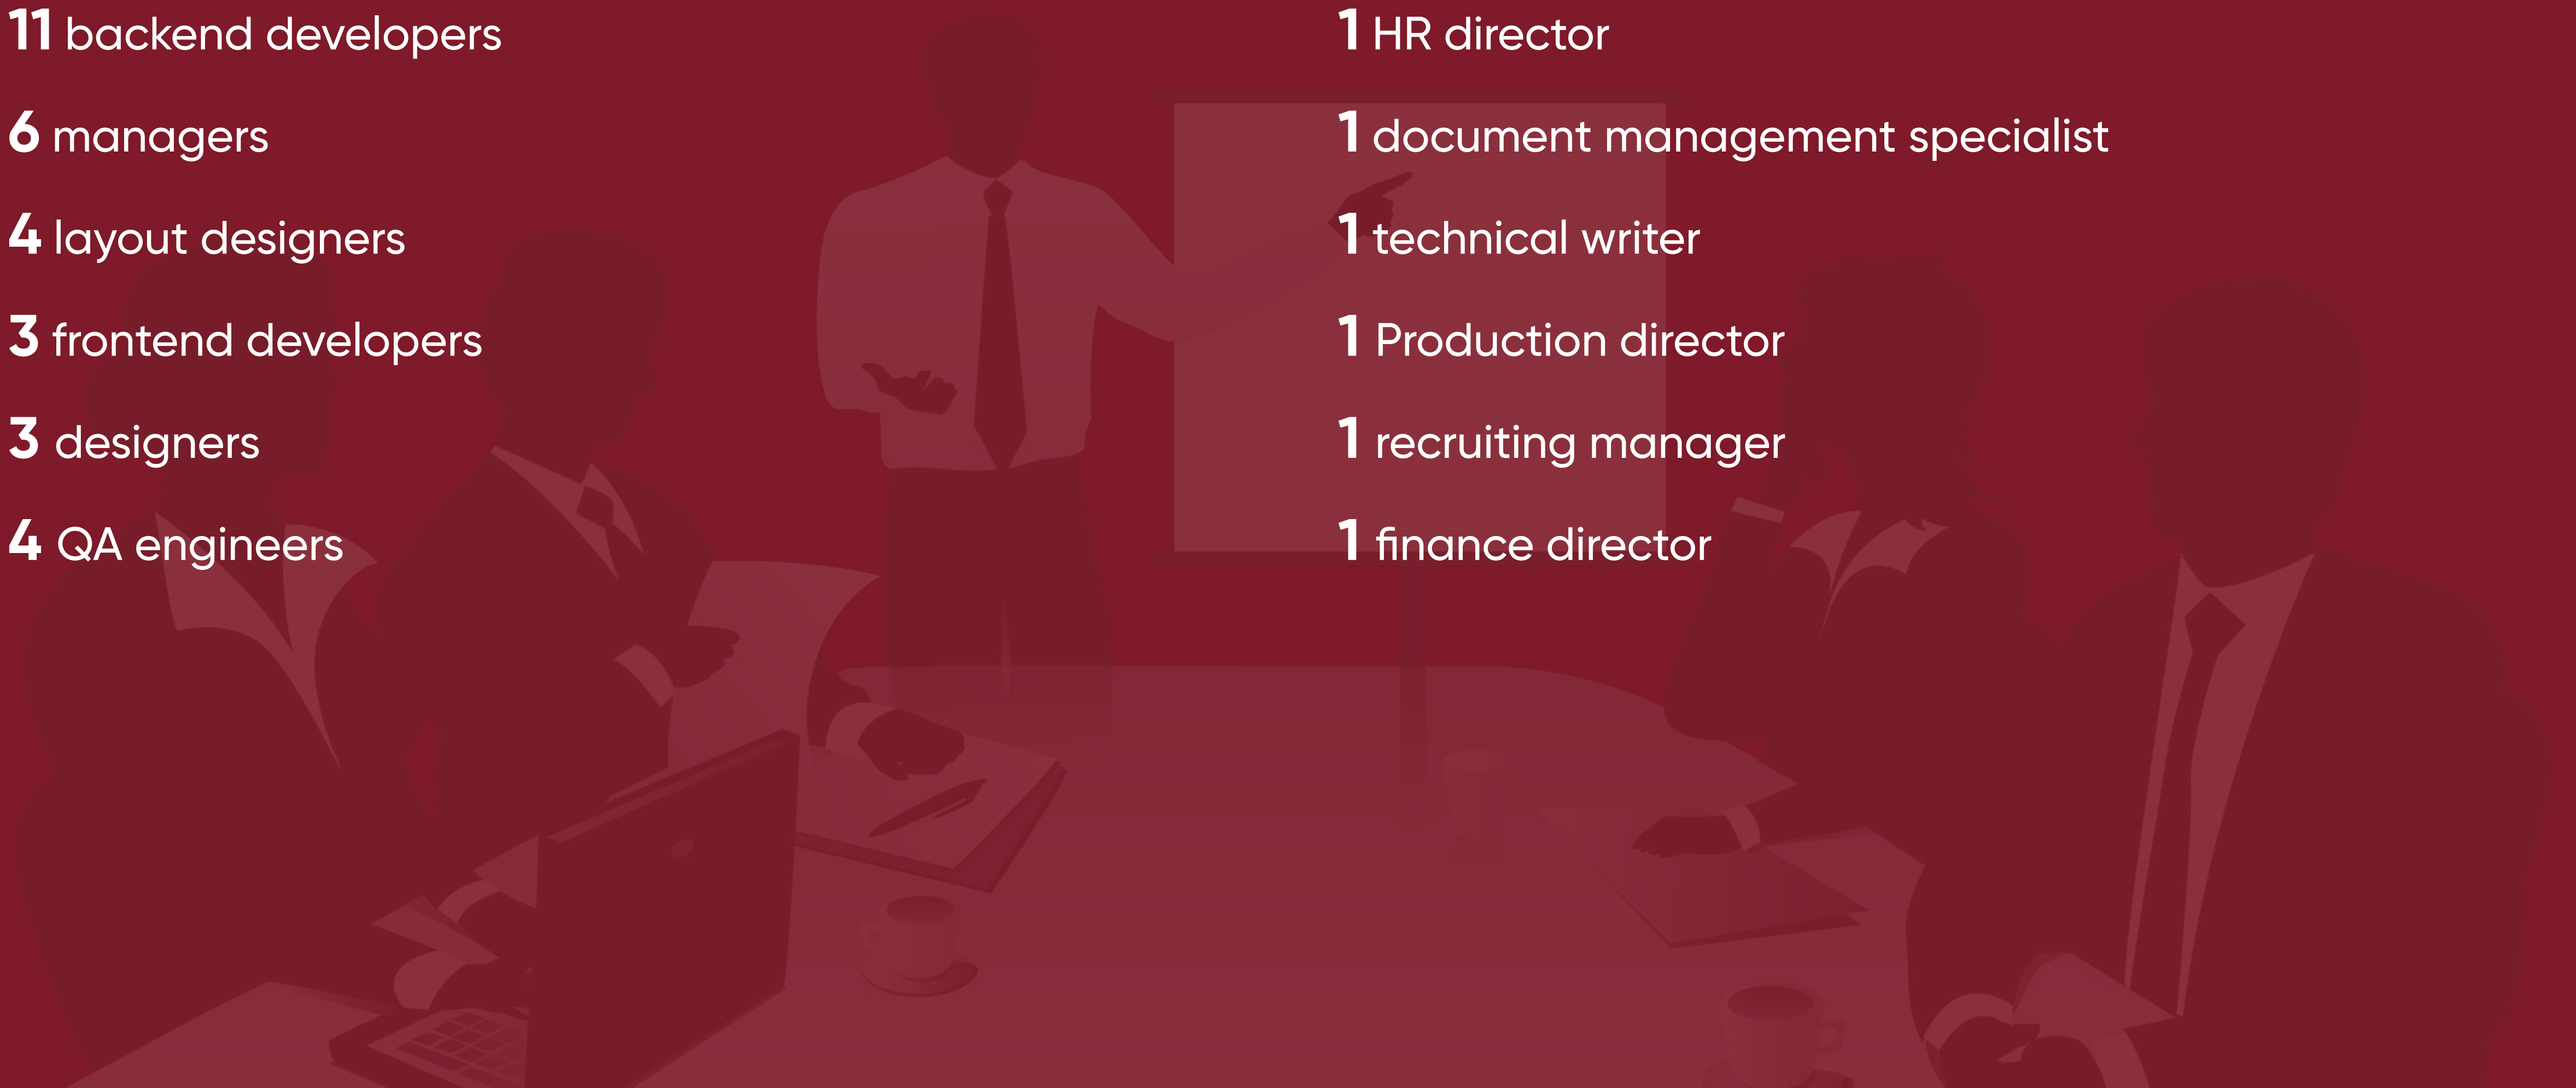 11 backend developers
6 managers
4 layout designers
3 frontend developers
3 designers
4 QA engineers
1 HR director
1 document management specialist
1 technical writer
1 Production director
1 recruiting manager
1 finance director